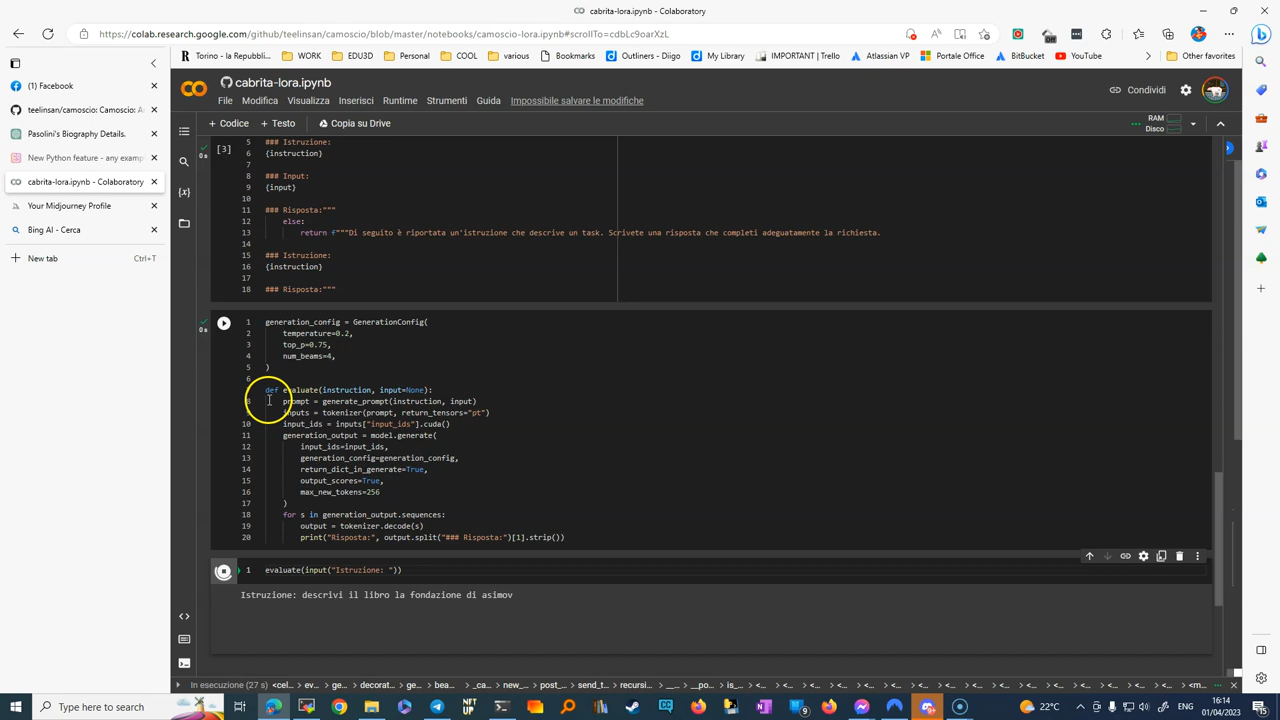 cabrita-lora.ipynb - Colaboratory
https://colab.research.google.com/github/teelinsan/camoscio/blob/master/notebooks/camoscio-lora.ipynb#scrollTo=cdbLc9oarXzL
Torino - la Repubbli...
WORK
EDU3D
COOL
various
Bookmarks
Outliners - Diigo
My Library
IMPORTANT | Trello
Atlassian VP
Portale Office
BitBucket
YouTube
Other favorites
(1) Facebook
teelinsan/camoscio: Camoscio: A
Pasolini's Biography Details.
New Python feature - any examp
cabrita-lora.ipynb - Colaboratory
Your Midjourney Profile
Bing AI - Cerca
New tab Ctrl+T
cabrita-lora.ipynb
File Modifica Visualizza Inserisci Runtime Strumenti Guida Impossibile salvare le modifiche
Condividi
+ Codice + Testo Copia su Drive
RAM
Disco
[3]
0s
5 ### Istruzione:
6 {instruction}
7
8 ### Input:
9 {input}
10
11 ### Risposta:"""
12 else:
13 return f"""Di seguito è riportata un'istruzione che descrive un task. Scrivete una risposta che completi adeguatamente la richiesta.
14
15 ### Istruzione:
16 {instruction}
17
18 ### Risposta:"""
0s
1 generation_config = GenerationConfig(
2 temperature=0.2,
3 top_p=0.75,
4 num_beams=4,
5 )
6
def evaluate(instruction, input=None):
8 prompt = generate_prompt(instruction, input)
9 inputs = tokenizer(prompt, return_tensors="pt")
10 input_ids = inputs["input_ids"].cuda()
11 generation_output = model.generate(
12 input_ids=input_ids,
13 generation_config=generation_config,
14 return_dict_in_generate=True,
15 output_scores=True,
16 max_new_tokens=256
17 )
18 for s in generation_output.sequences:
19 output = tokenizer.decode(s)
20 print("Risposta:", output.split("### Risposta:")[1].strip())
1 evaluate(input("Istruzione: "))
Istruzione: descrivi il libro la fondazione di asimov
In esecuzione (27 s) <cel... ev... ge... decorat... ge... bea... _ca... new_... post_... send_t...
Type here to search
22°C
ENG
16:14
01/04/2023